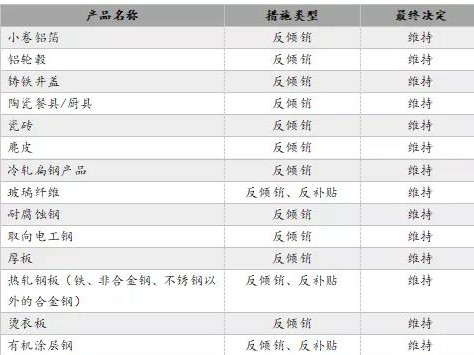 产品名称 措施类型 最终决定
小卷铝箔 反倾销 维持
铝轮毂 反倾销 维持
铸铁井盖 反倾销 维持
陶瓷餐具/厨具 反倾销 维持
瓷砖 反倾销 维持
麂皮 反倾销 维持
冷轧扁钢产品 反倾销 维持
玻璃纤维 反倾销、反补贴 维持
耐腐蚀钢 反倾销 维持
取向电工钢 反倾销 维持
厚板 反倾销 维持
热轧钢板（铁、非合金钢、不锈钢以 反倾销、反补贴 维持
外的合金钢）
烫衣板 反倾销 维持
有机涂层钢 反倾销、反补贴 维持